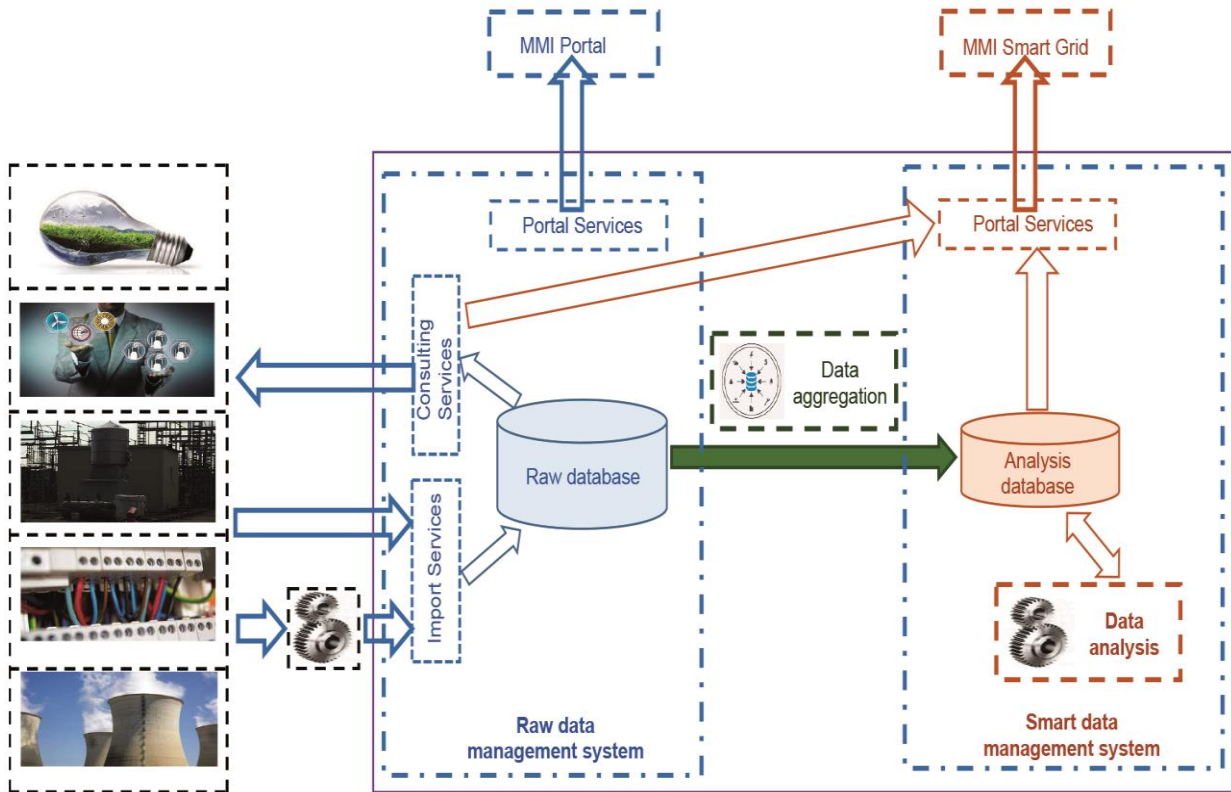 MMI Portal
MMI Smart Grid
Portal Services
Portal Services
Consulting
Services
Data
aggregation
Raw database
Analysis
database
Import Services
Data
analysis
Raw data
management system
Smart data
management system